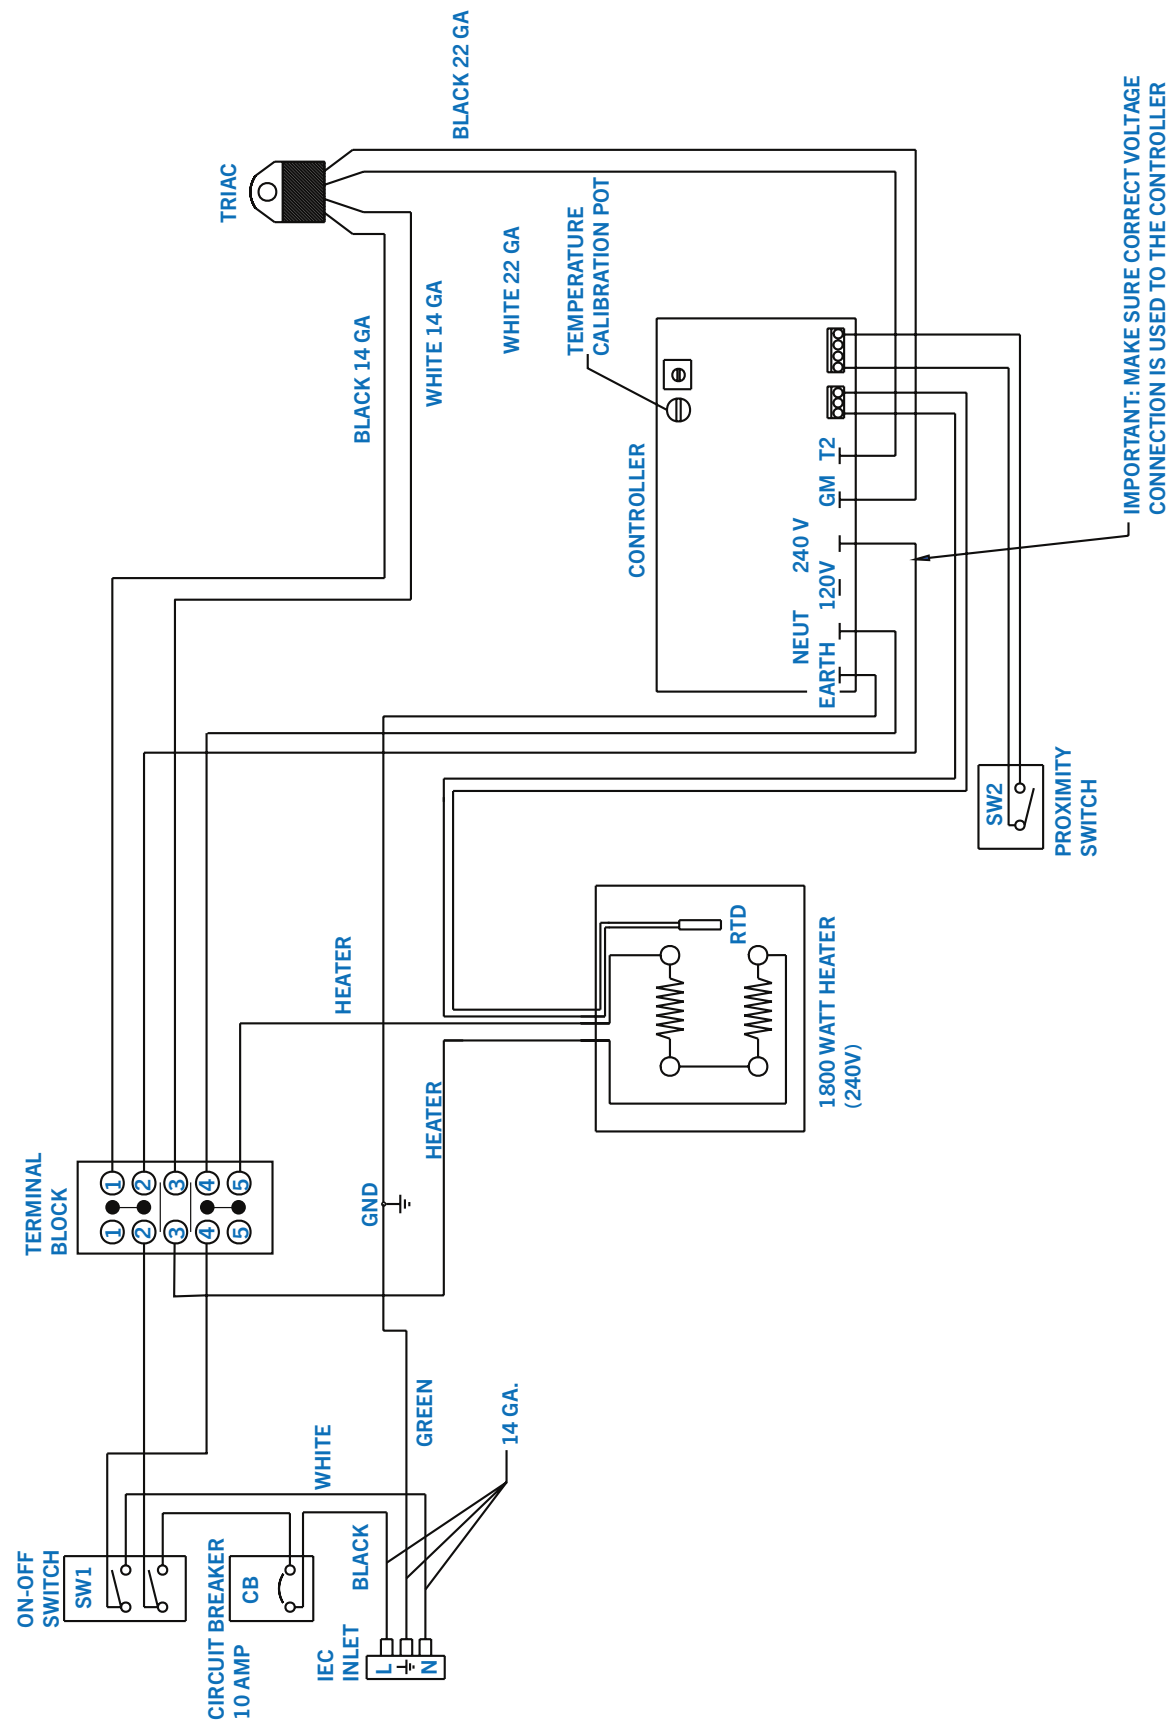 ON-OFF
SWITCH
SW1
CIRCUIT BREAKER
10 AMP
CB
IEC
INLET
L
N
BLACK
WHITE
GREEN
14 GA.
TERMINAL
BLOCK
1
2
3
4
5
1
2
3
4
5
GND
HEATER
HEATER
1800 WATT HEATER
(240V)
RTD
TRIAC
BLACK 14 GA
WHITE 14 GA
BLACK 22 GA
WHITE 22 GA
TEMPERATURE
CALIBRATION POT
CONTROLLER
EARTH
NEUT
120V
240 V
GM
T2
SW2
PROXIMITY
SWITCH
IMPORTANT: MAKE SURE CORRECT VOLTAGE
CONNECTION IS USED TO THE CONTROLLER